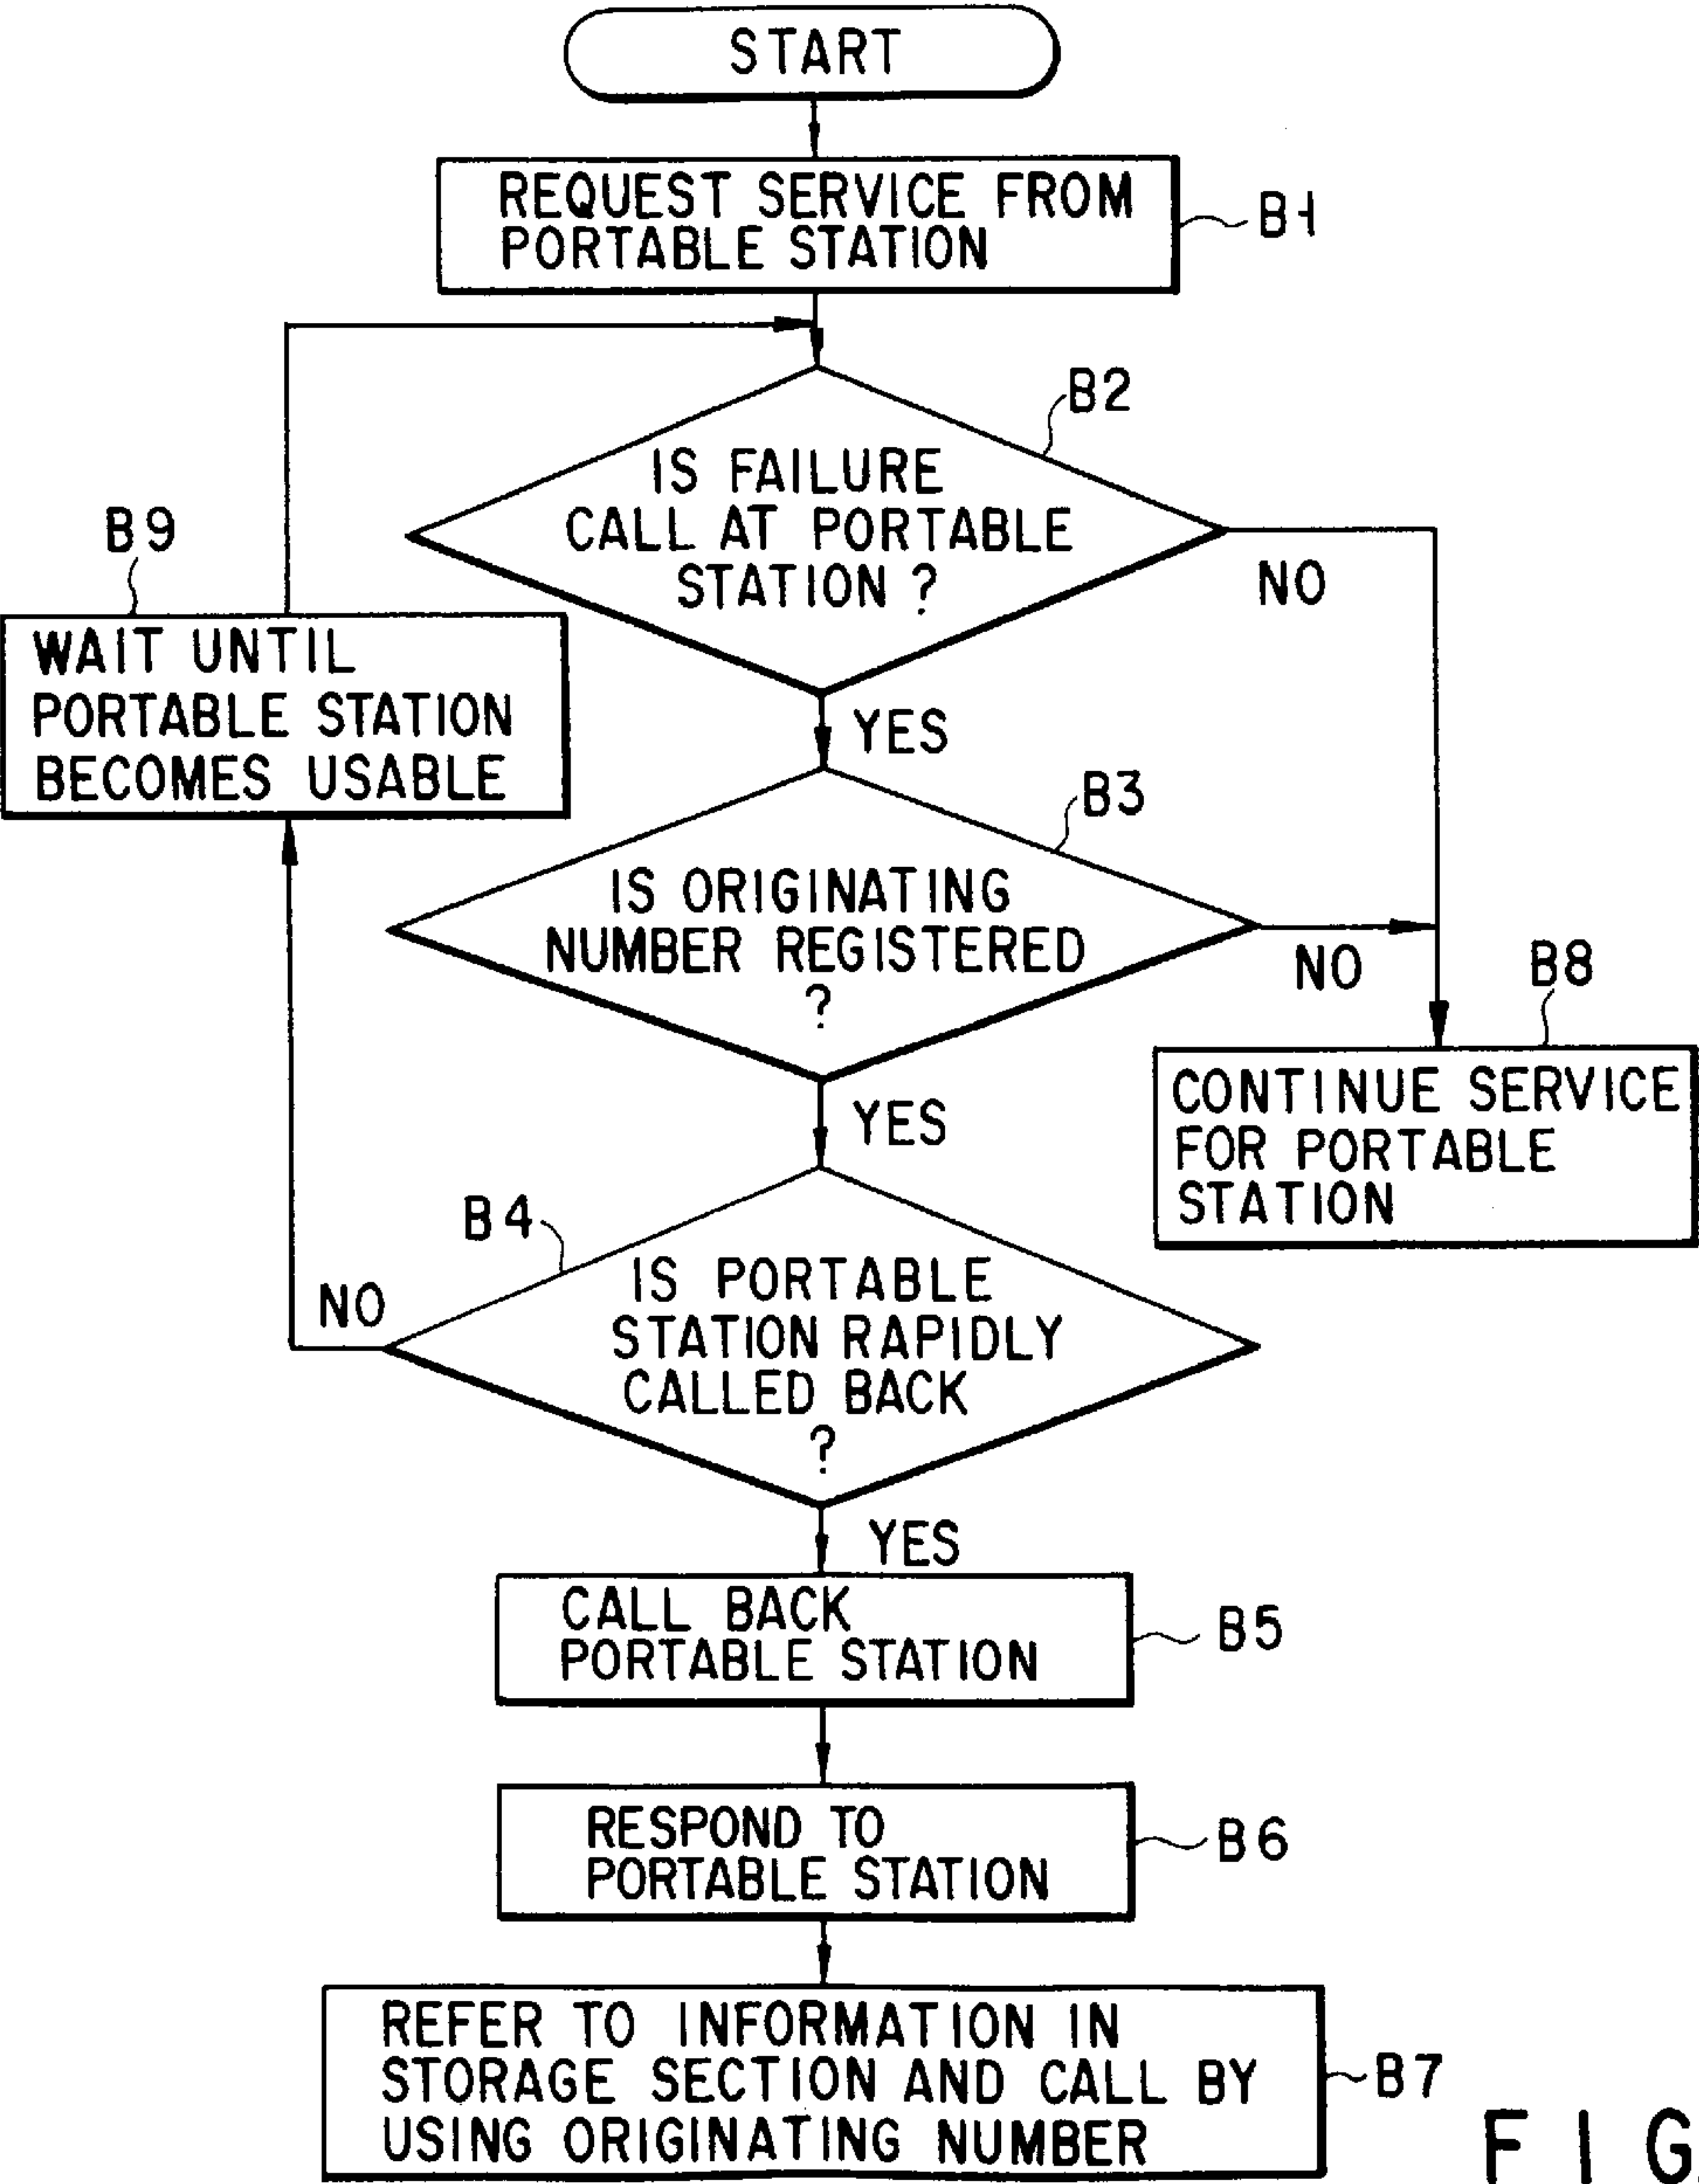 START
REQUEST SERVICE FROM
PORTABLE STATION
B1
B2
IS FAILURE
CALL AT PORTABLE
STATION ?
NO
B9
WAIT UNTIL
PORTABLE STATION
BECOMES USABLE
YES
B3
IS ORIGINATING
NUMBER REGISTERED
?
NO
B8
CONTINUE SERVICE
FOR PORTABLE
STATION
YES
B4
IS PORTABLE
STATION RAPIDLY
CALLED BACK
?
NO
YES
CALL BACK
PORTABLE STATION
B5
RESPOND TO
PORTABLE STATION
B6
REFER TO INFORMATION IN
STORAGE SECTION AND CALL BY
USING ORIGINATING NUMBER
B7
FIG